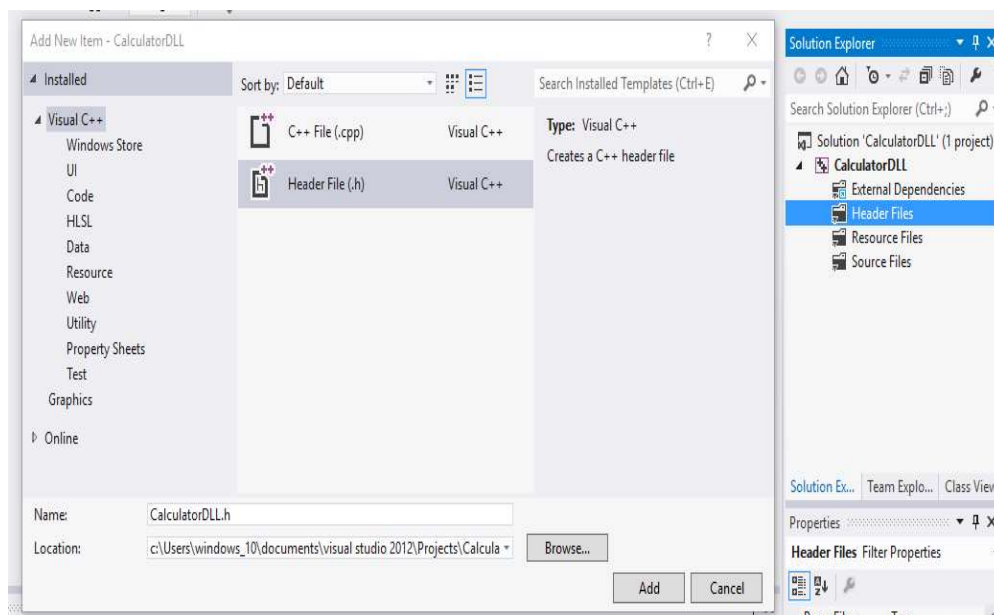 Add New Item - CalculatorDLL
Installed
Visual C++
Windows Store
UI
Code
HLSL
Data
Resource
Web
Utility
Property Sheets
Test
Graphics
Online
Sort by: Default
C++ File (.cpp) Visual C++
Header File (.h) Visual C++
Search Installed Templates (Ctrl+E)
Type: Visual C++
Creates a C++ header file
Name: CalculatorDLL.h
Location: c:\Users\windows_10\documents\visual studio 2012\Projects\Calcula
Browse...
Add Cancel
Solution Explorer
Search Solution Explorer (Ctrl+;)
Solution 'CalculatorDLL' (1 project)
CalculatorDLL
External Dependencies
Header Files
Resource Files
Source Files
Solution Ex... Team Explo... Class View
Properties
Header Files Filter Properties